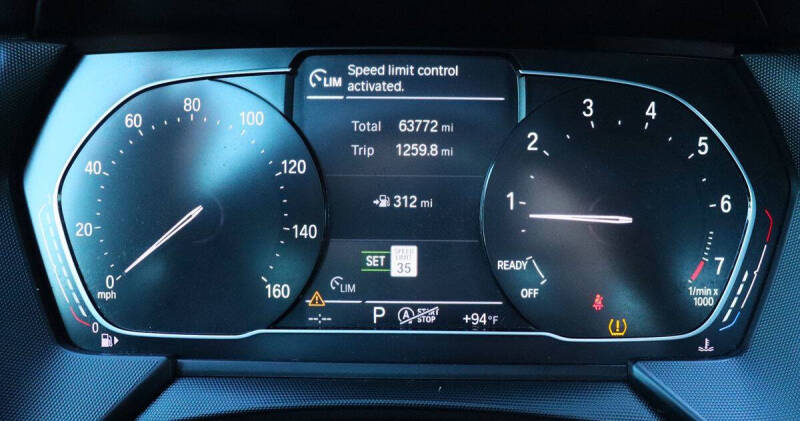 Speed limit control
activated.
LIM
Total 63772 mi
Trip 1259.8 mi
312 mi
SET
SPEED
LIMIT
35
LIM
--:--
P
A
START
STOP
+94°F
0
20
40
60
80
100
120
140
160
mph
0
1
2
3
4
5
6
7
READY
OFF
1/min x
1000